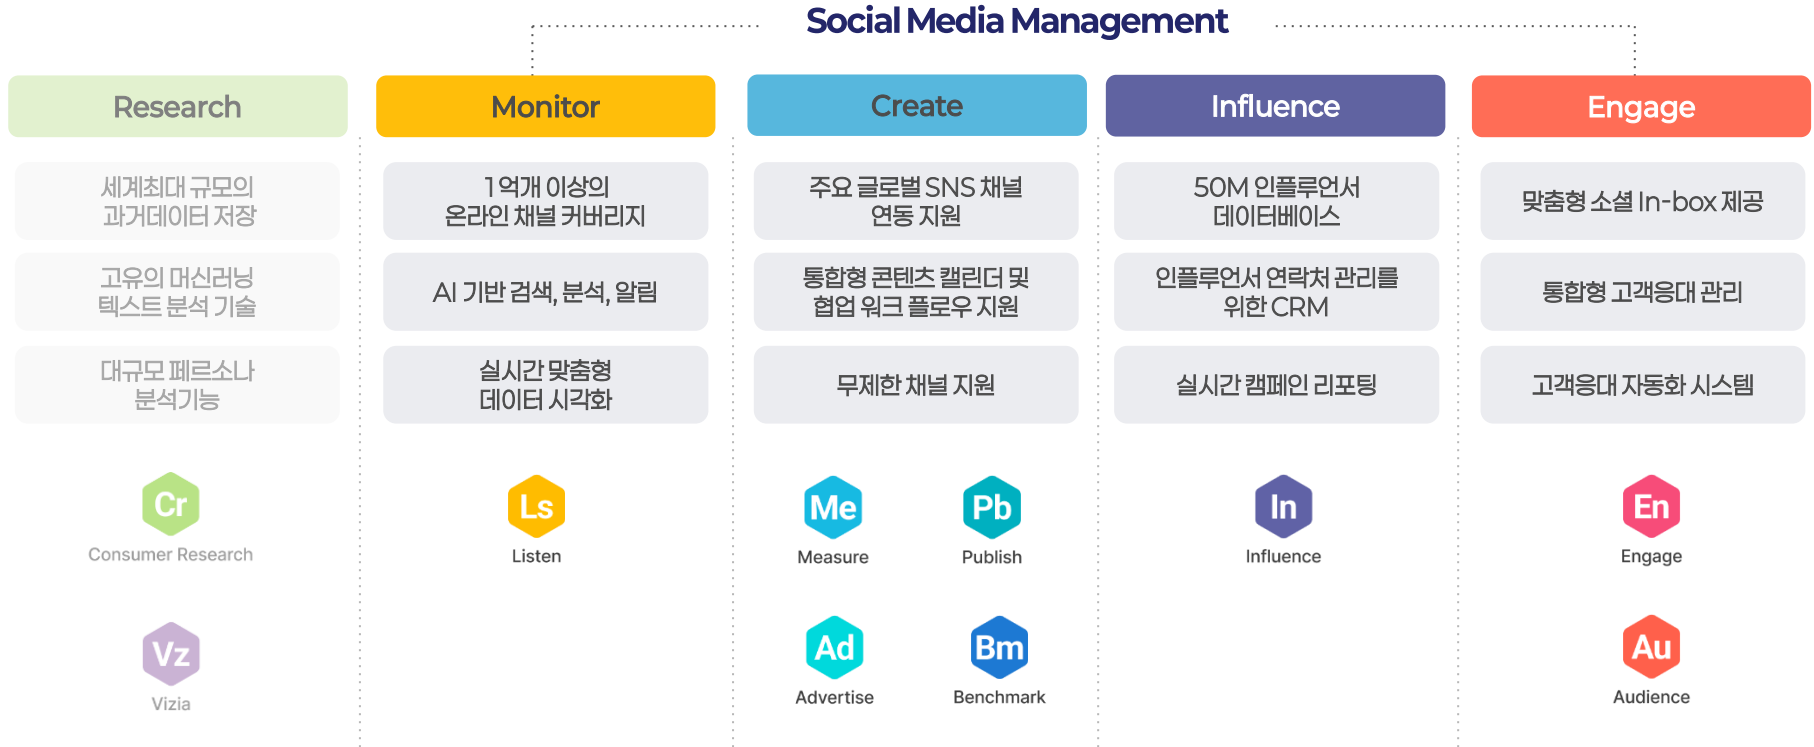 Social Media Management
Research
세계최대 규모의
과거데이터 저장
고유의 머신러닝
텍스트 분석 기술
대규모 페르소나
분석기능
Cr
Consumer Research
Vz
Vizia
Monitor
1 억개 이상의
온라인 채널 커버리지
AI 기반 검색, 분석, 알림
실시간 맞춤형
데이터 시각화
Ls
Listen
Create
주요 글로벌 SNS 채널
연동 지원
통합형 콘텐츠 캘린더 및
협업 워크 플로우 지원
무제한 채널 지원
Me
Measure
Pb
Publish
Ad
Advertise
Bm
Benchmark
Influence
50M 인플루언서
데이터베이스
인플루언서 연락처 관리를
위한 CRM
실시간 캠페인 리포팅
In
Influence
Engage
맞춤형 소셜 In-box 제공
통합형 고객응대 관리
고객응대 자동화 시스템
En
Engage
Au
Audience